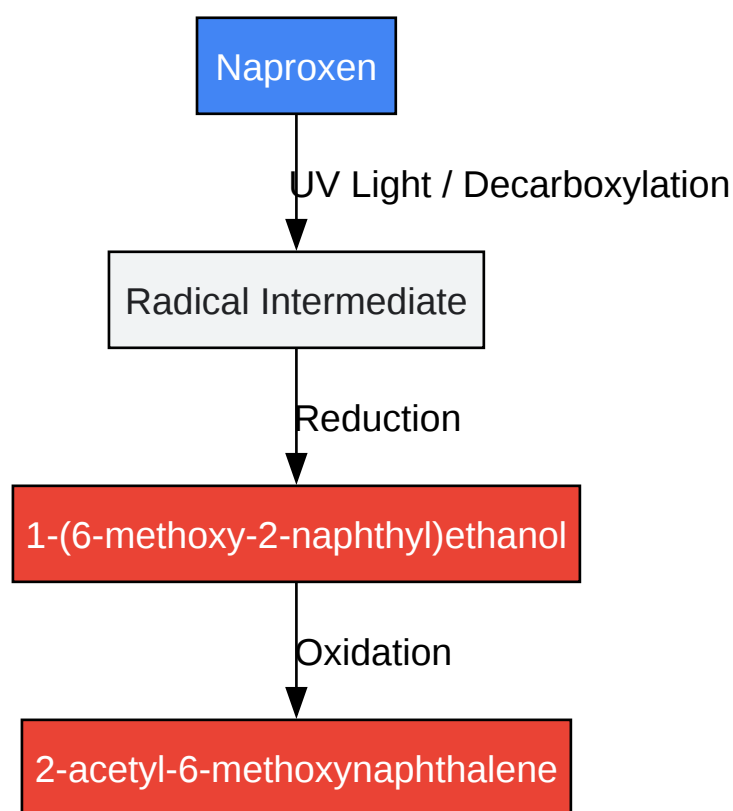 Naproxen
UV Light / Decarboxylation
Radical Intermediate
Reduction
1-(6-methoxy-2-naphthyl)ethanol
Oxidation
2-acetyl-6-methoxynaphthalene